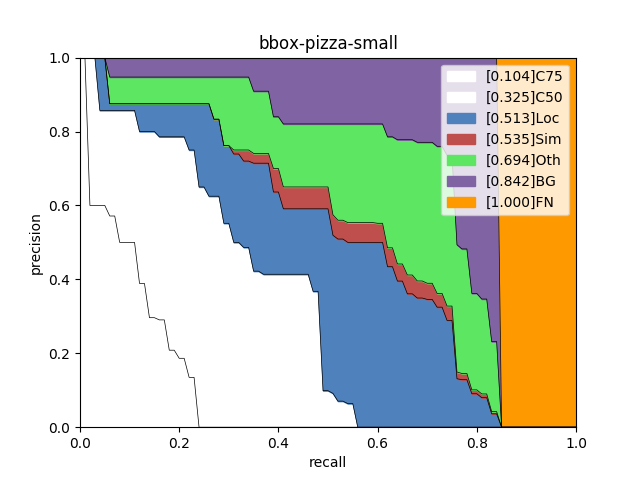 bbox-pizza-small
1.0
0.8
0.6
0.4
0.2
0.0
precision
[0.104]C75
[0.325]C50
[0.513]Loc
[0.535]Sim
[0.694]Oth
[0.842]BG
[1.000]FN
0.0 0.2 0.4 0.6 0.8 1.0
recall